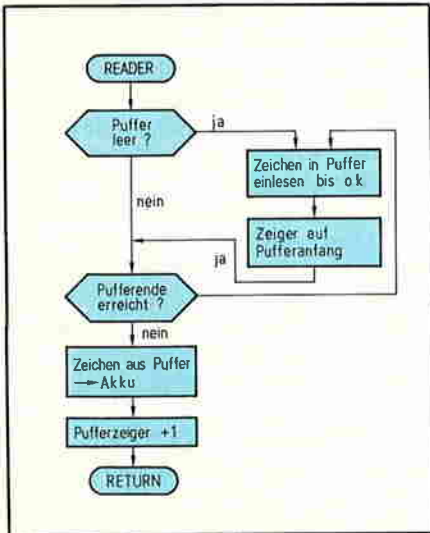 READER
Puffer
leer ?
ja
Zeichen in Puffer
einlesen bis ok
nein
Zeiger auf
Pufferanfang
ja
Pufferende
erreicht ?
nein
Zeichen aus Puffer
→ Akku
Pufferzeiger +1
RETURN